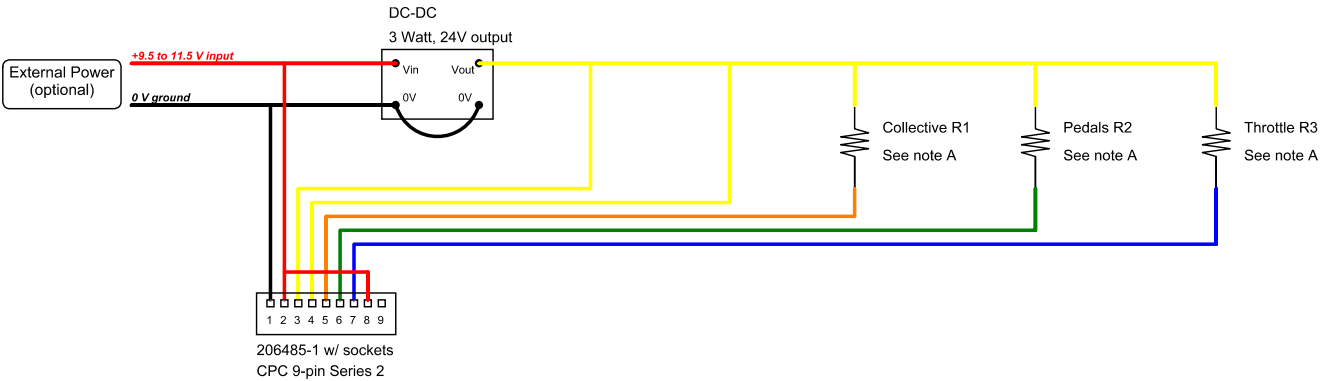 DC-DC
3 Watt, 24V output
+9.5 to 11.5 V input
External Power
(optional)
Vin
Vout
0 V ground
0V
0V
Collective R1
See note A
Pedals R2
See note A
Throttle R3
See note A
1 2 3 4 5 6 7 8 9
206485-1 w/ sockets
CPC 9-pin Series 2